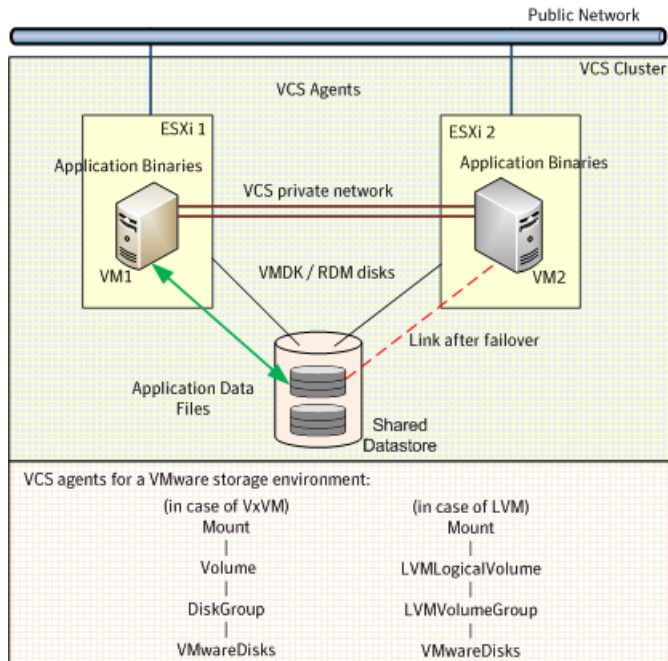 Public Network
VCS Cluster
VCS Agents
ESXi 1
ESXi 2
Application Binaries
Application Binaries
VCS private network
VM1
VMDK / RDM disks
VM2
Link after failover
Application Data
Files
Shared
Datastore
VCS agents for a VMware storage environment:
(in case of VxVM)
Mount
|
Volume
|
DiskGroup
|
VMwareDisks
(in case of LVM)
Mount
|
LVMLogicalVolume
|
LVMVolumeGroup
|
VMwareDisks